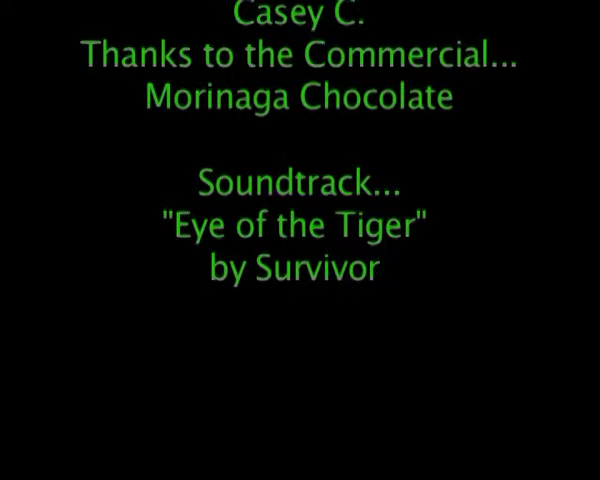 Casey C.
Thanks to the Commercial...
Morinaga Chocolate
Soundtrack...
"Eye of the Tiger"
by Survivor